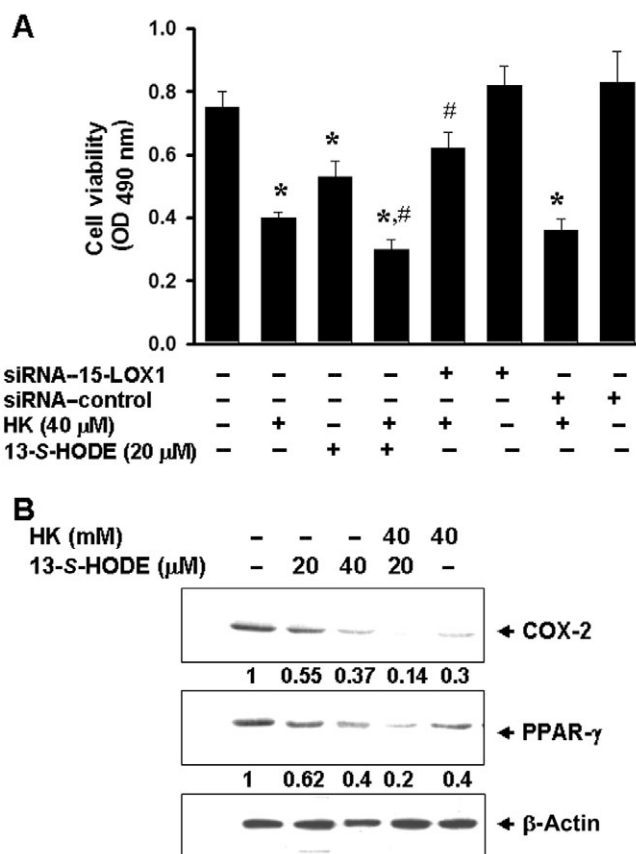 A
Cell viability
(OD 490 nm)
1.0
0.8
0.6
0.4
0.2
0.0
*
*
*,#
#
*
siRNA–15-LOX1 – – – – + + – –
siRNA–control – – – – – – + +
HK (40 μM) – + – + + – + –
13-S-HODE (20 μM) – – + + – – – –
B
HK (mM) – – – 40 40
13-S-HODE (μM) – 20 40 20 –
COX-2
1 0.55 0.37 0.14 0.3
PPAR-γ
1 0.62 0.4 0.2 0.4
β-Actin